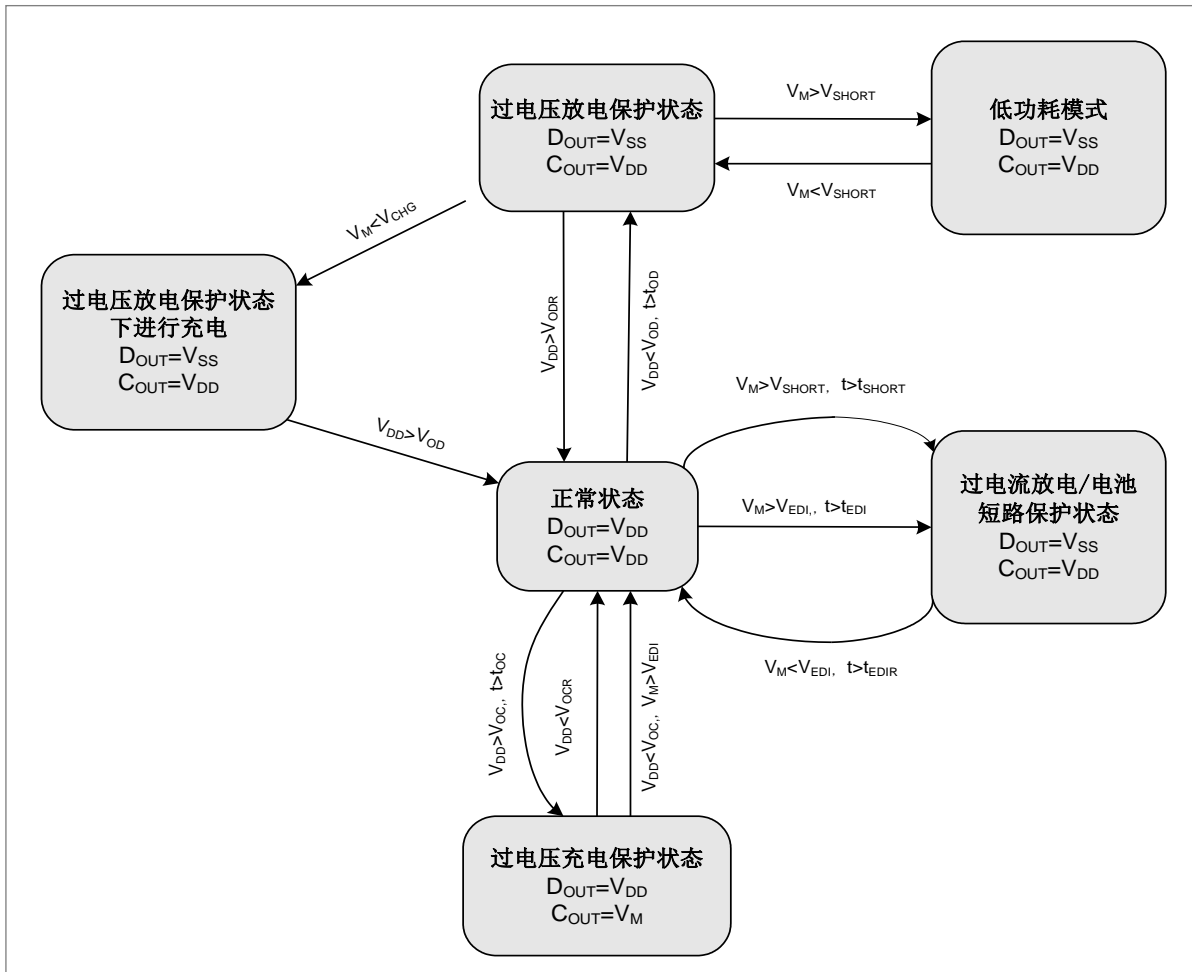 过电压放电保护状态
DOUT=VSS
COUT=VDD
VM>VSHORT
VM<VSHORT
低功耗模式
DOUT=VSS
COUT=VDD
VM<VCHG
过电压放电保护状态
下进行充电
DOUT=VSS
COUT=VDD
VDD>VODR
VDD<VOD, t>tOD
VDD>VOD
VM>VSHORT, t>tSHORT
正常状态
DOUT=VDD
COUT=VDD
VM>VEDI,, t>tEDI
过电流放电/电池
短路保护状态
DOUT=VSS
COUT=VDD
VM<VEDI, t>tEDIR
VDD>VOC,, t>tOC
VDD<VOCR
VDD<VOC,, VM>VEDI
过电压充电保护状态
DOUT=VDD
COUT=VM